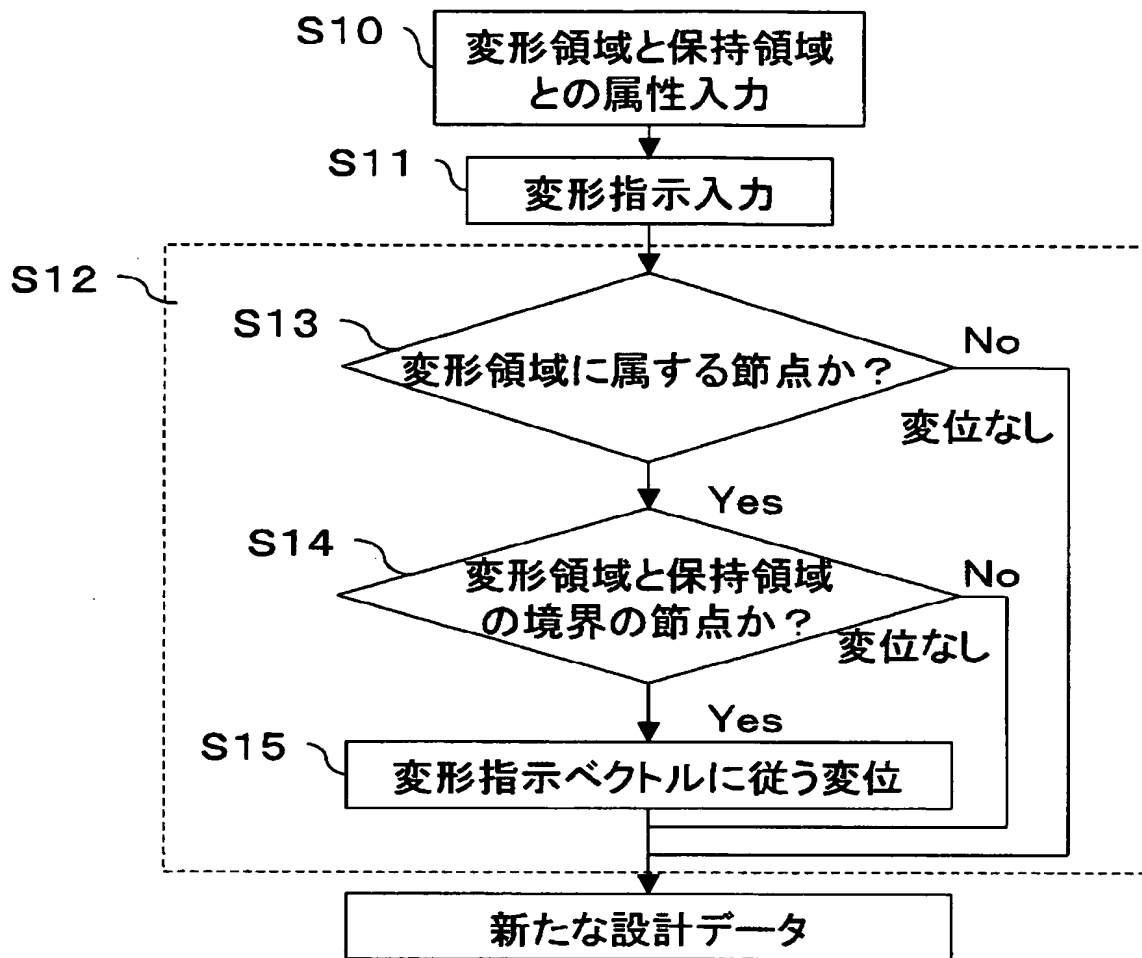 S10
変形領域と保持領域
との属性入力
S11
変形指示入力
S12
S13
変形領域に属する節点か？
No
変位なし
Yes
S14
変形領域と保持領域
の境界の節点か？
No
変位なし
Yes
S15
変形指示ベクトルに従う変位
新たな設計データ